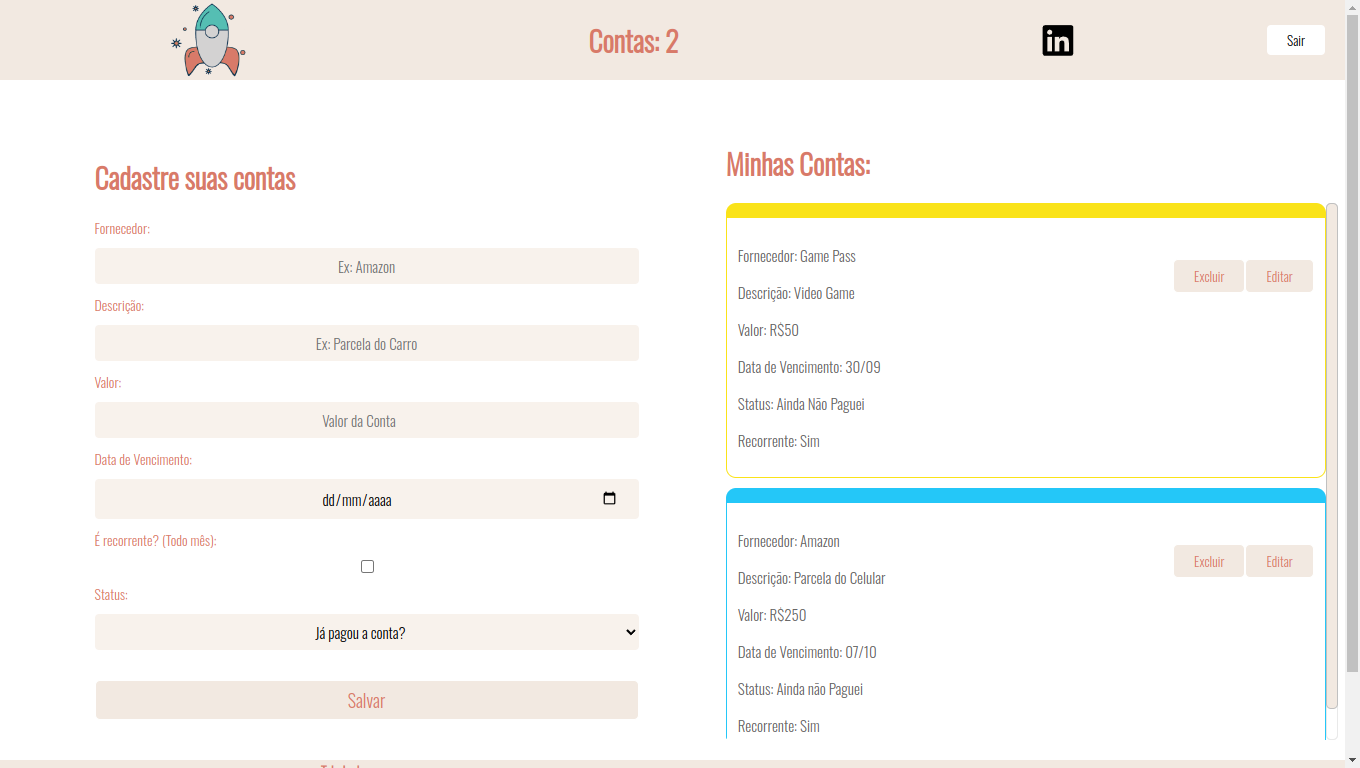 Contas: 2
in
Sair
Cadastre suas contas
Fornecedor:
Ex: Amazon
Descrição:
Ex: Parcela do Carro
Valor:
Valor da Conta
Data de Vencimento:
dd/mm/aaaa
É recorrente? (Todo mês):
Status:
Já pagou a conta?
Salvar
Minhas Contas:
Fornecedor: Game Pass
Excluir Editar
Descrição: Video Game
Valor: R$50
Data de Vencimento: 30/09
Status: Ainda Não Paguei
Recorrente: Sim
Fornecedor: Amazon
Excluir Editar
Descrição: Parcela do Celular
Valor: R$250
Data de Vencimento: 07/10
Status: Ainda não Paguei
Recorrente: Sim